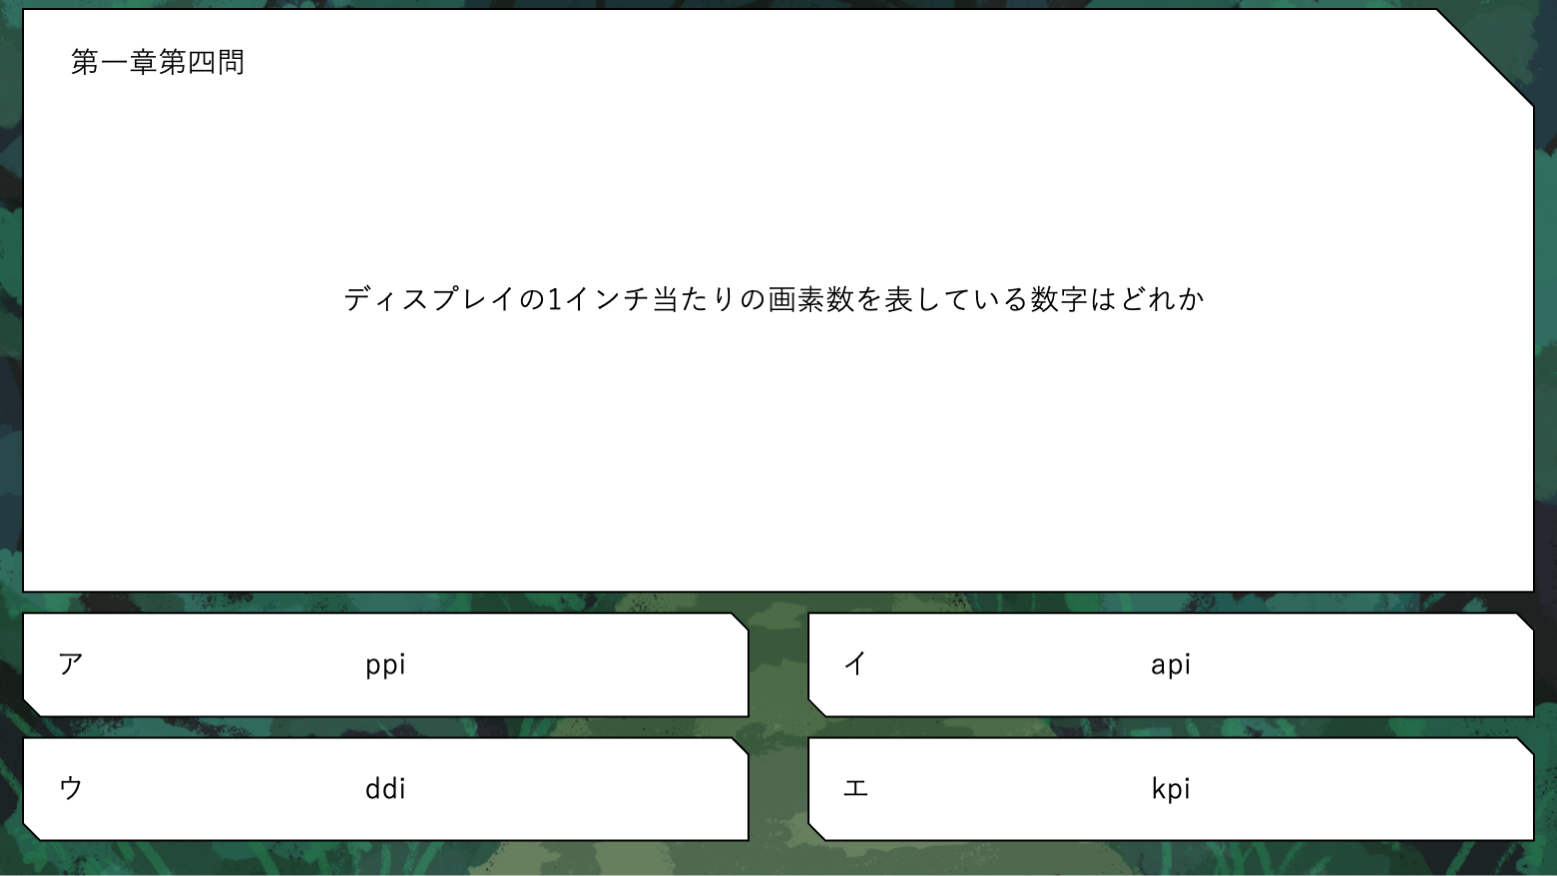 第一章第四問
ディスプレイの1インチ当たりの画素数を表している数字はどれか
ア ppi
イ api
ウ ddi
エ kpi